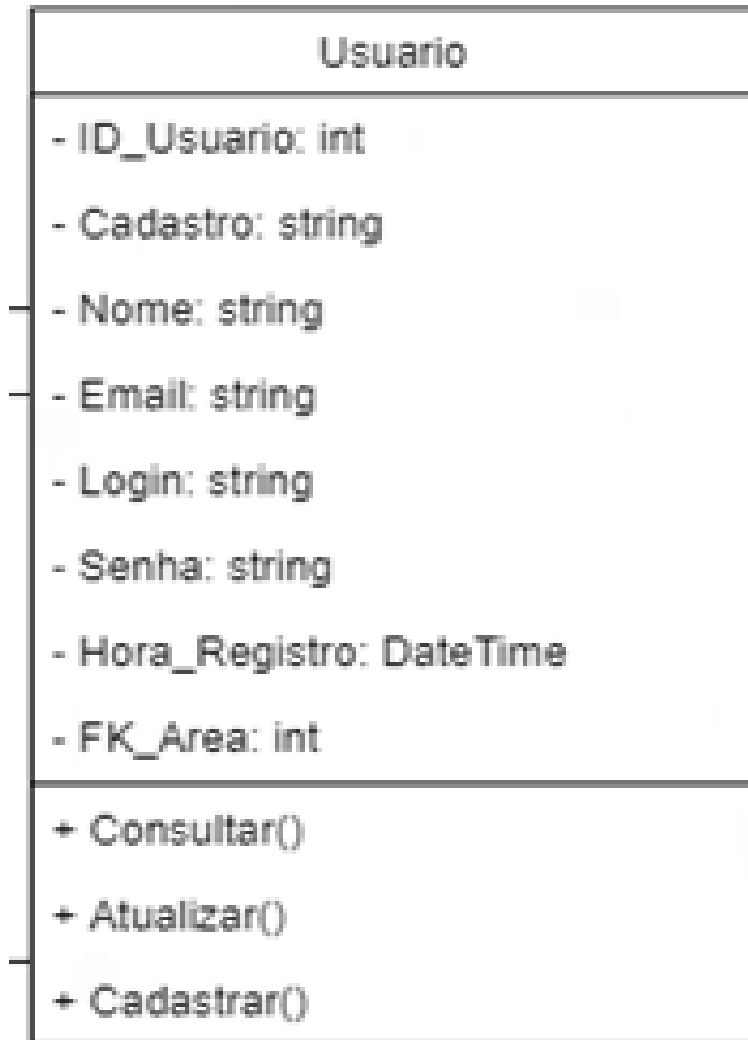 Usuario
- ID_Usuario: int
- Cadastro: string
- Nome: string
- Email: string
- Login: string
- Senha: string
- Hora_Registro: DateTime
- FK_Area: int
+ Consultar()
+ Atualizar()
+ Cadastrar()